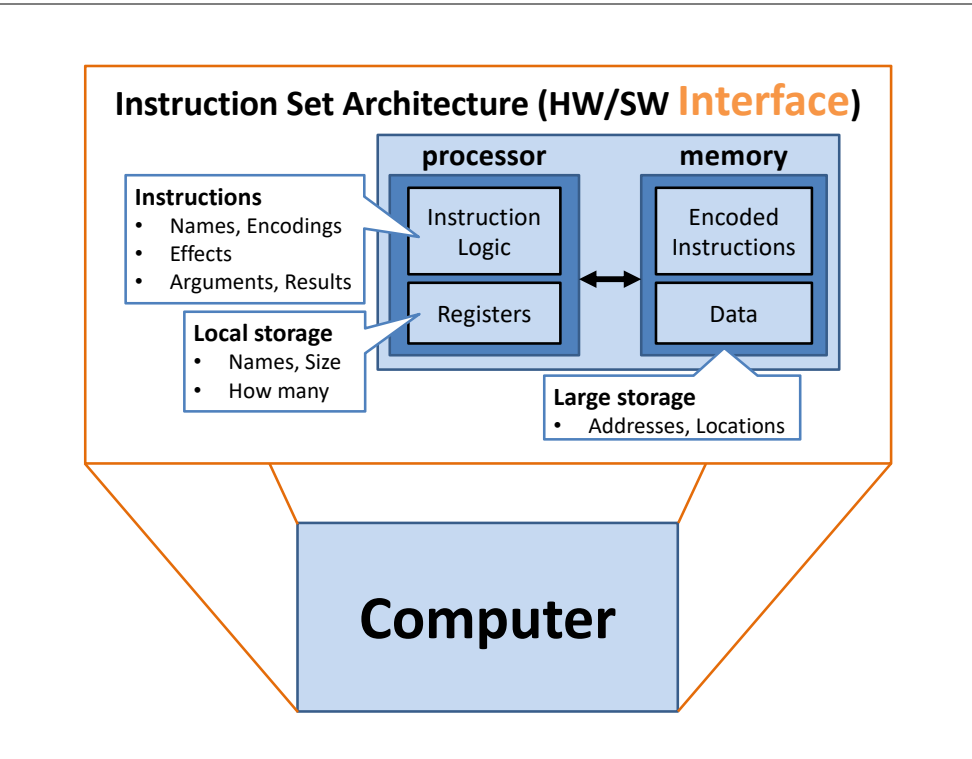 Instruction Set Architecture (HW/SW Interface)
processor
memory
Instructions
• Names, Encodings
• Effects
• Arguments, Results
Instruction
Logic
Encoded
Instructions
Registers
Data
Local storage
• Names, Size
• How many
Large storage
• Addresses, Locations
Computer